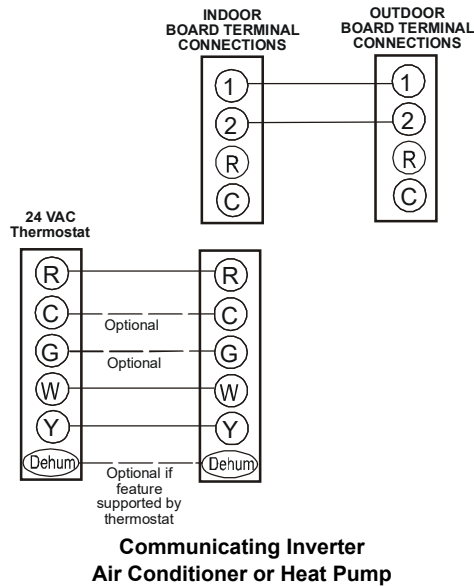 INDOOR
BOARD TERMINAL
CONNECTIONS
OUTDOOR
BOARD TERMINAL
CONNECTIONS
1 1
2 2
R R
C C
24 VAC
Thermostat
R R
C C
Optional
G G
Optional
W W
Y Y
Dehum Dehum
Optional if
feature
supported by
thermostat
Communicating Inverter
Air Conditioner or Heat Pump